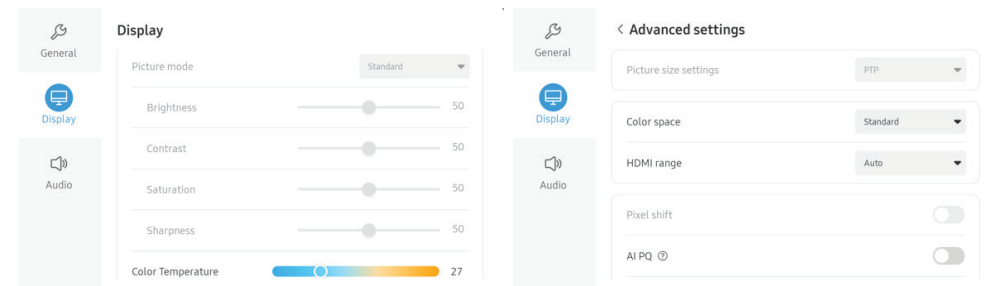 General
Display
Audio
Display
Picture mode Standard
Brightness 50
Contrast 50
Saturation 50
Sharpness 50
Color Temperature 27
General
Display
Audio
Advanced settings
Picture size settings PTP
Color space Standard
HDMI range Auto
Pixel shift
AI PQ